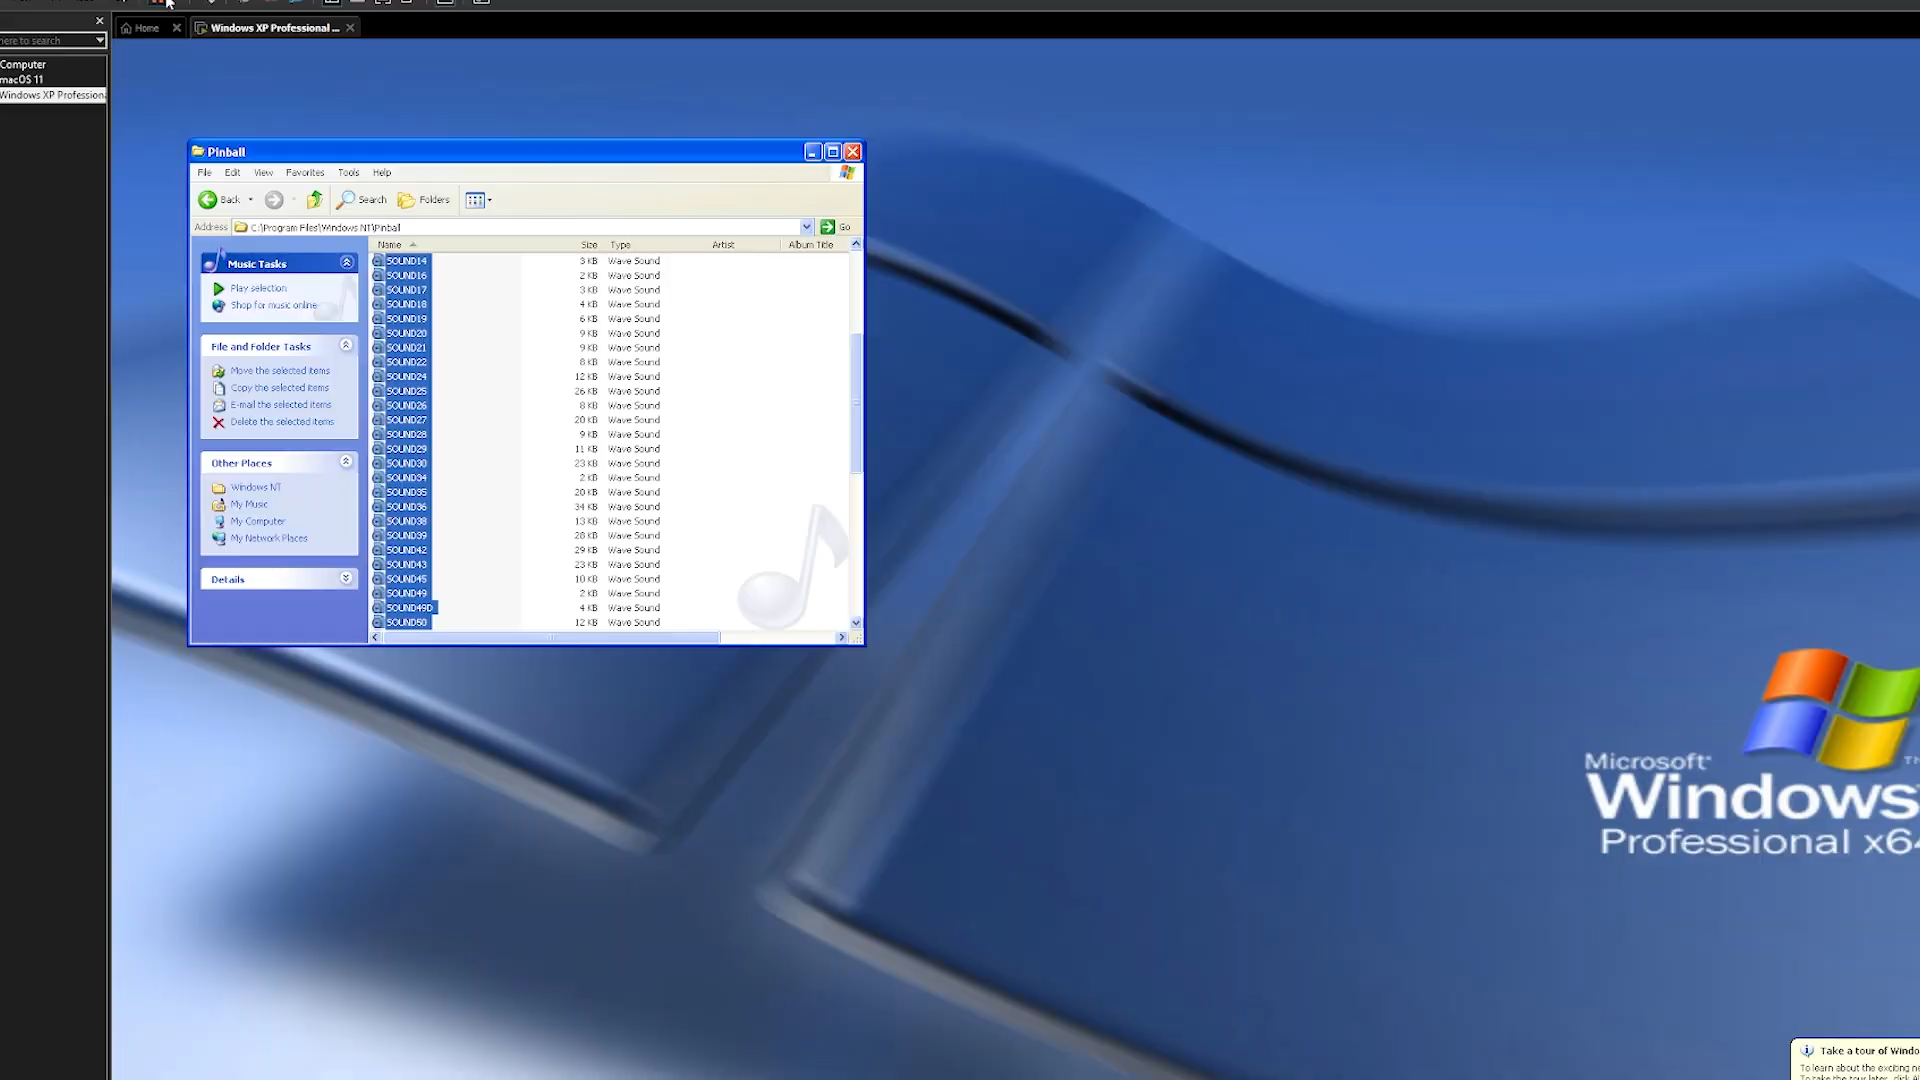 Home
Windows XP Professional ...
here to search
Computer
macOS 11
Windows XP Profession
Pinball
File Edit View Favorites Tools Help
Back Search Folders
Address C:\Program Files\Windows NT\Pinball Go
Name Size Type Artist Album Title
Music Tasks
Play selection
Shop for music online
File and Folder Tasks
Move the selected items
Copy the selected items
E-mail the selected items
Delete the selected items
Other Places
Windows NT
My Music
My Computer
My Network Places
Details
SOUND14 3 KB Wave Sound
SOUND16 2 KB Wave Sound
SOUND17 3 KB Wave Sound
SOUND18 4 KB Wave Sound
SOUND19 6 KB Wave Sound
SOUND20 9 KB Wave Sound
SOUND21 9 KB Wave Sound
SOUND22 8 KB Wave Sound
SOUND24 12 KB Wave Sound
SOUND25 26 KB Wave Sound
SOUND26 8 KB Wave Sound
SOUND27 20 KB Wave Sound
SOUND28 9 KB Wave Sound
SOUND29 11 KB Wave Sound
SOUND30 23 KB Wave Sound
SOUND34 2 KB Wave Sound
SOUND35 20 KB Wave Sound
SOUND36 34 KB Wave Sound
SOUND38 13 KB Wave Sound
SOUND39 28 KB Wave Sound
SOUND42 29 KB Wave Sound
SOUND43 23 KB Wave Sound
SOUND45 10 KB Wave Sound
SOUND49 2 KB Wave Sound
SOUND49D 4 KB Wave Sound
SOUND50 12 KB Wave Sound
Microsoft
Windows
Professional x64
Take a tour of Windo
To learn about the exciting ne